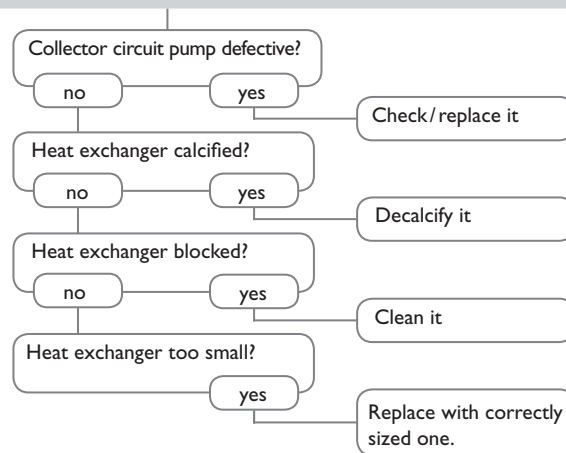 Collector circuit pump defective?
no
yes
Check/replace it
Heat exchanger calcified?
no
yes
Decalcify it
Heat exchanger blocked?
no
yes
Clean it
Heat exchanger too small?
yes
Replace with correctly
sized one.